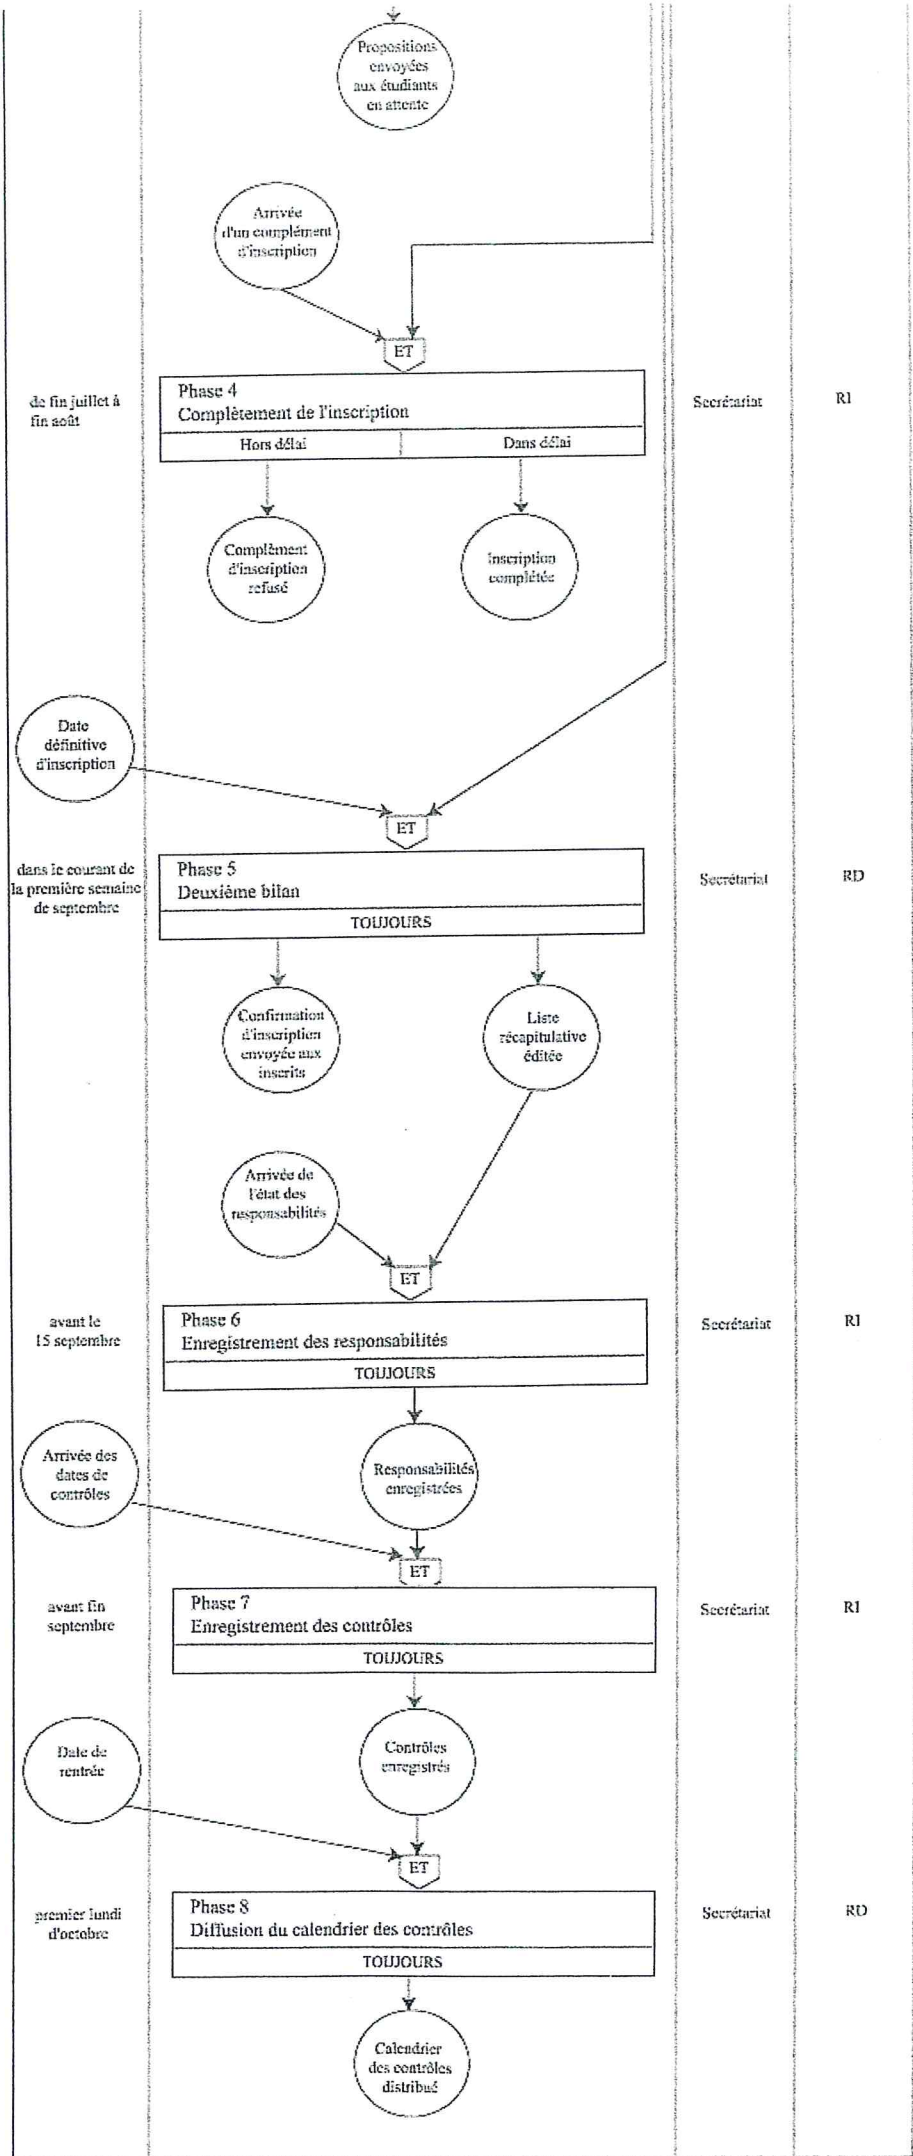 Propositions
envoyées
aux étudiants
en attente
Arrivée
d'un complément
d'inscription
ET
de fin juillet à
fin août
Phase 4
Complètement de l'inscription
Hors délai
Dans délai
Secrétariat
RI
Complément
d'inscription
refusé
Inscription
complétée
Date
définitive
d'inscription
ET
dans le courant de
la première semaine
de septembre
Phase 5
Deuxième bilan
TOUJOURS
Secrétariat
RD
Confirmation
d'inscription
envoyée aux
inscrits
Liste
récapitulative
éditée
Arrivée de
l'état des
responsabilités
ET
avant le
15 septembre
Phase 6
Enregistrement des responsabilités
TOUJOURS
Secrétariat
RI
Arrivée des
dates de
contrôles
Responsabilités
enregistrées
ET
avant fin
septembre
Phase 7
Enregistrement des contrôles
TOUJOURS
Secrétariat
RI
Date de
rentrée
Contrôles
enregistrés
ET
premier lundi
d'octobre
Phase 8
Diffusion du calendrier des contrôles
TOUJOURS
Secrétariat
RD
Calendrier
des contrôles
distribué